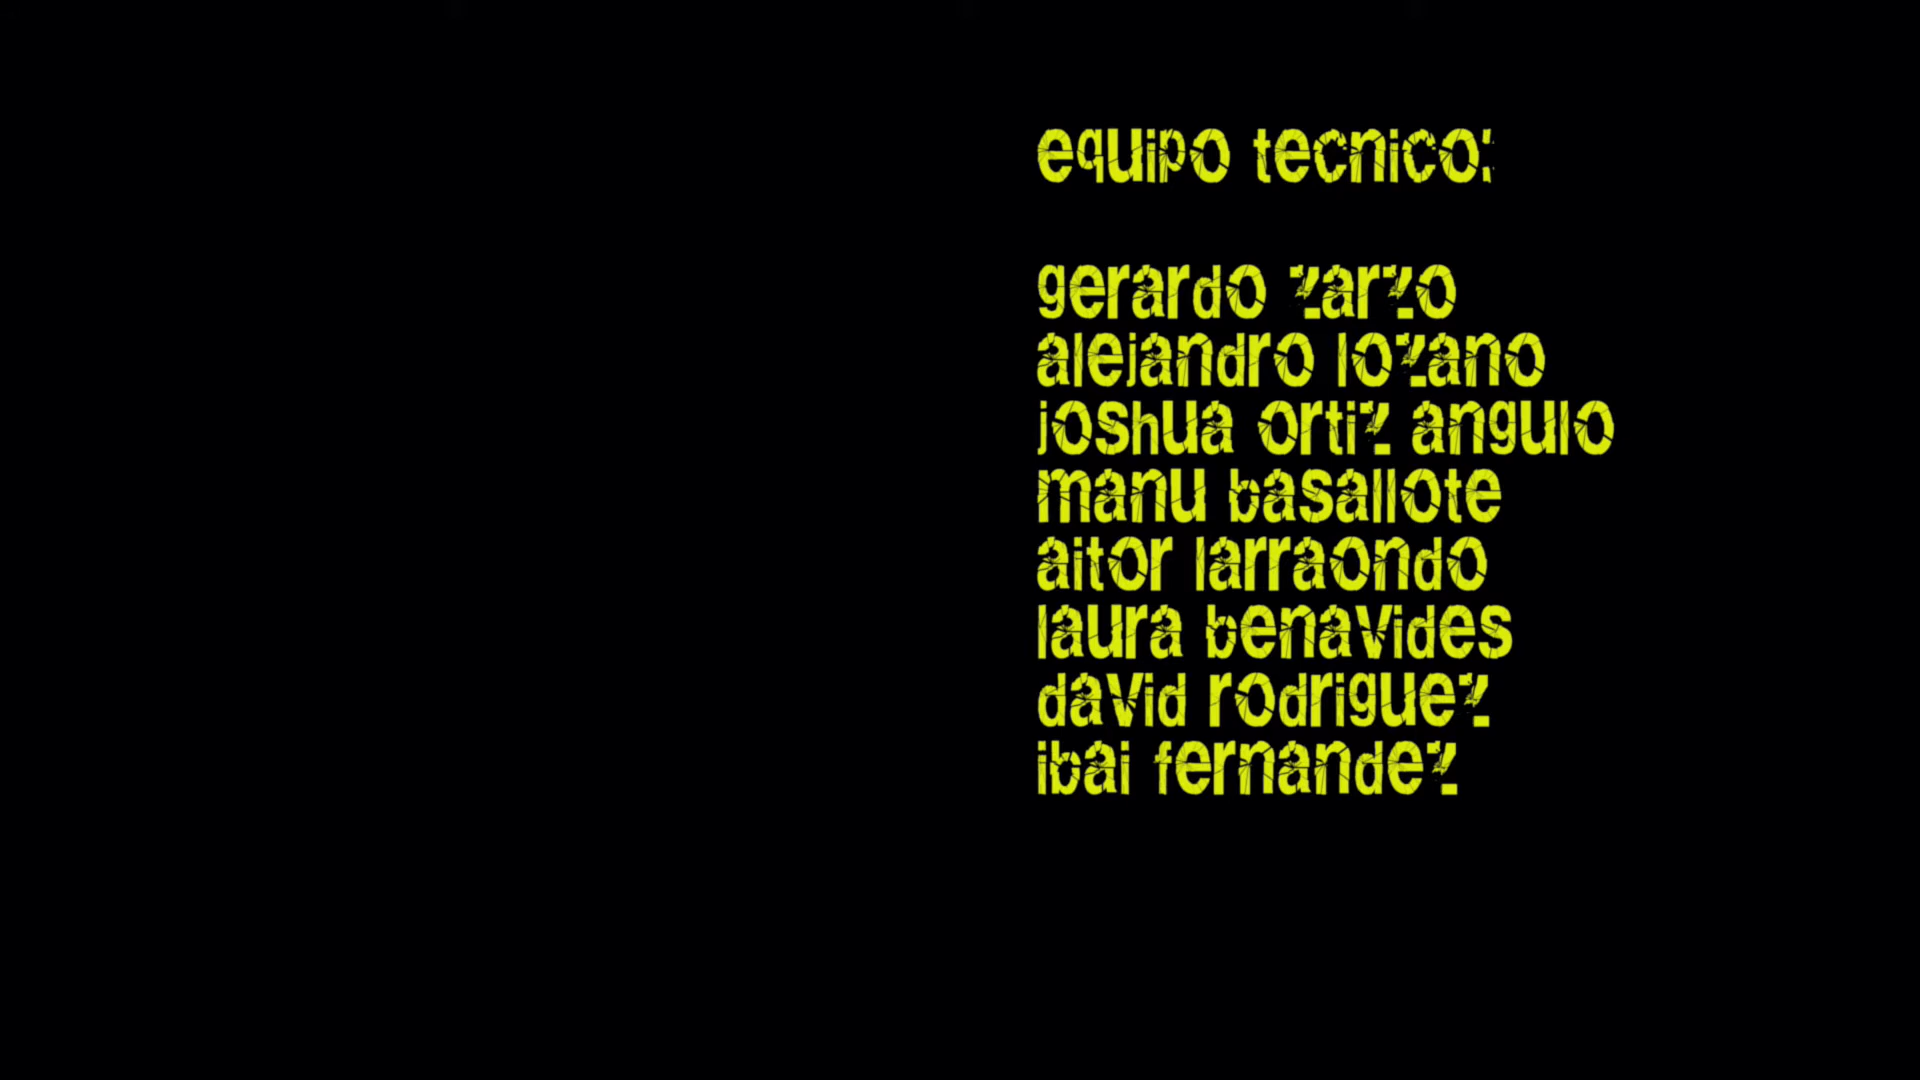 equipo tecnico:
gerardo zarzo
alejandro lozano
joshua ortiz angulo
manu basallote
aitor larraondo
laura benavides
david rodriguez
ibai fernandez